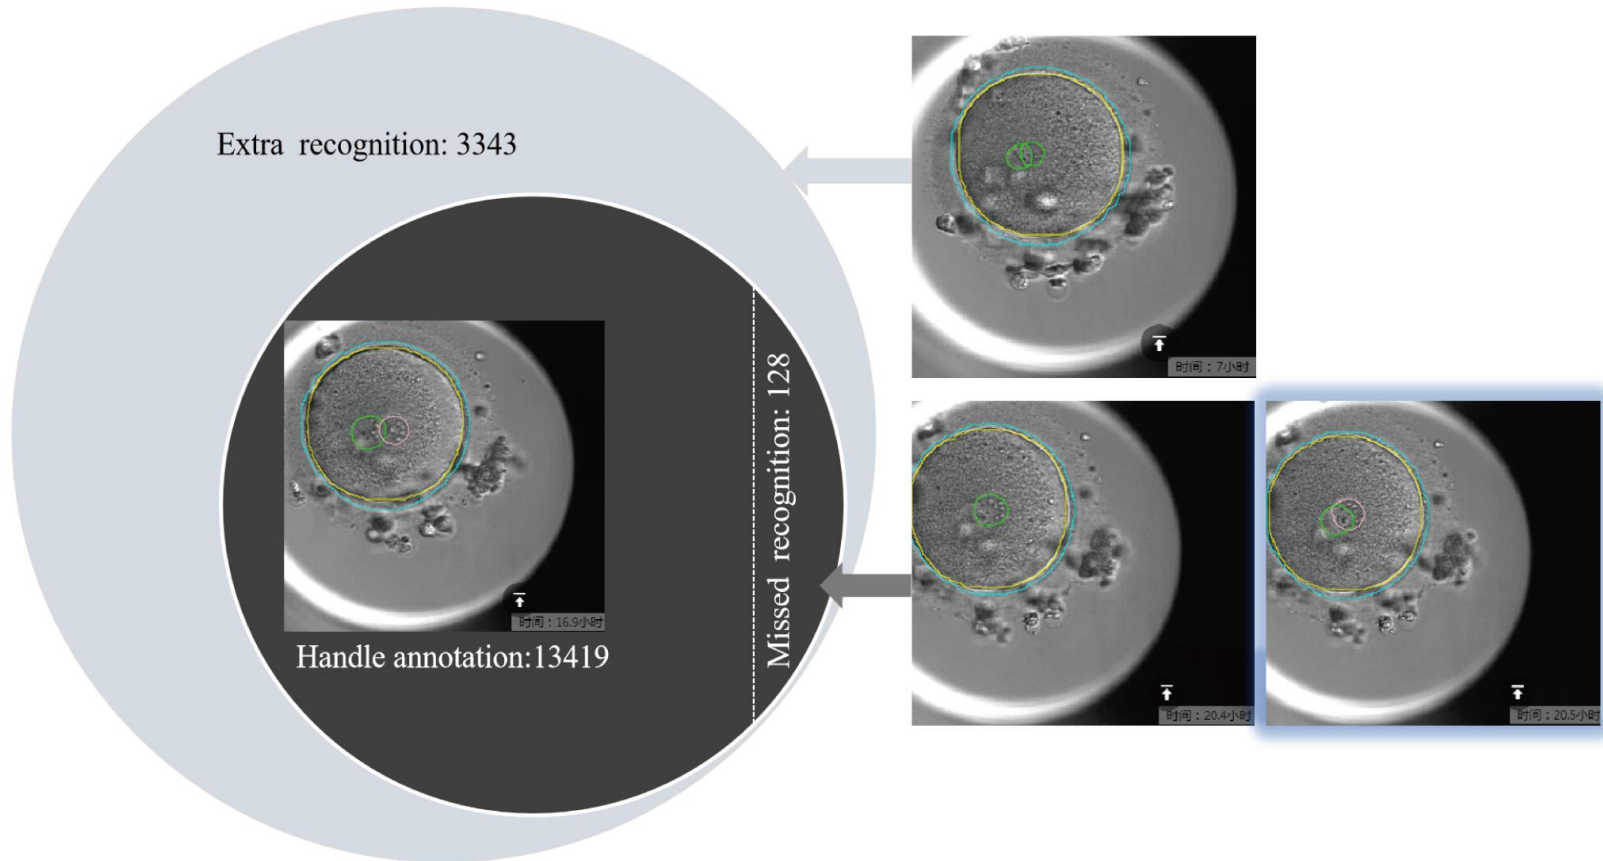 Extra recognition: 3343
时间：7小时
Missed recognition: 128
时间：16.9小时
Handle annotation:13419
时间：20.4小时
时间：20.5小时